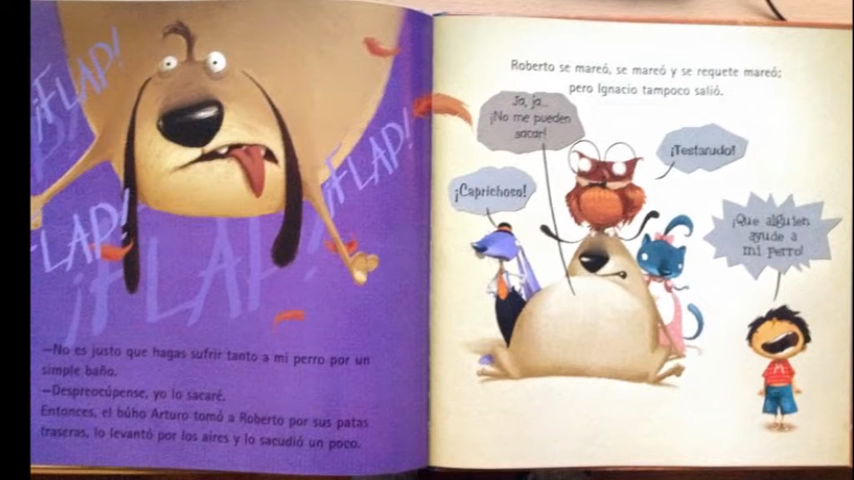 ¡FLAP!
¡FLAP!
¡FLAP!
¡FLAP!
—No es justo que hagas sufrir tanto a mi perro por un
simple baño.
—Despreocúpense, yo lo sacaré.
Entonces, el búho Arturo tomó a Roberto por sus patas
traseras, lo levantó por los aires y lo sacudió un poco.
Roberto se mareó, se mareó y se requete mareó;
pero Ignacio tampoco salió.
Ja, ja...
¡No me pueden
sacar!
¡Testarudo!
¡Caprichoso!
¡Que alguien
ayude a
mi perro!